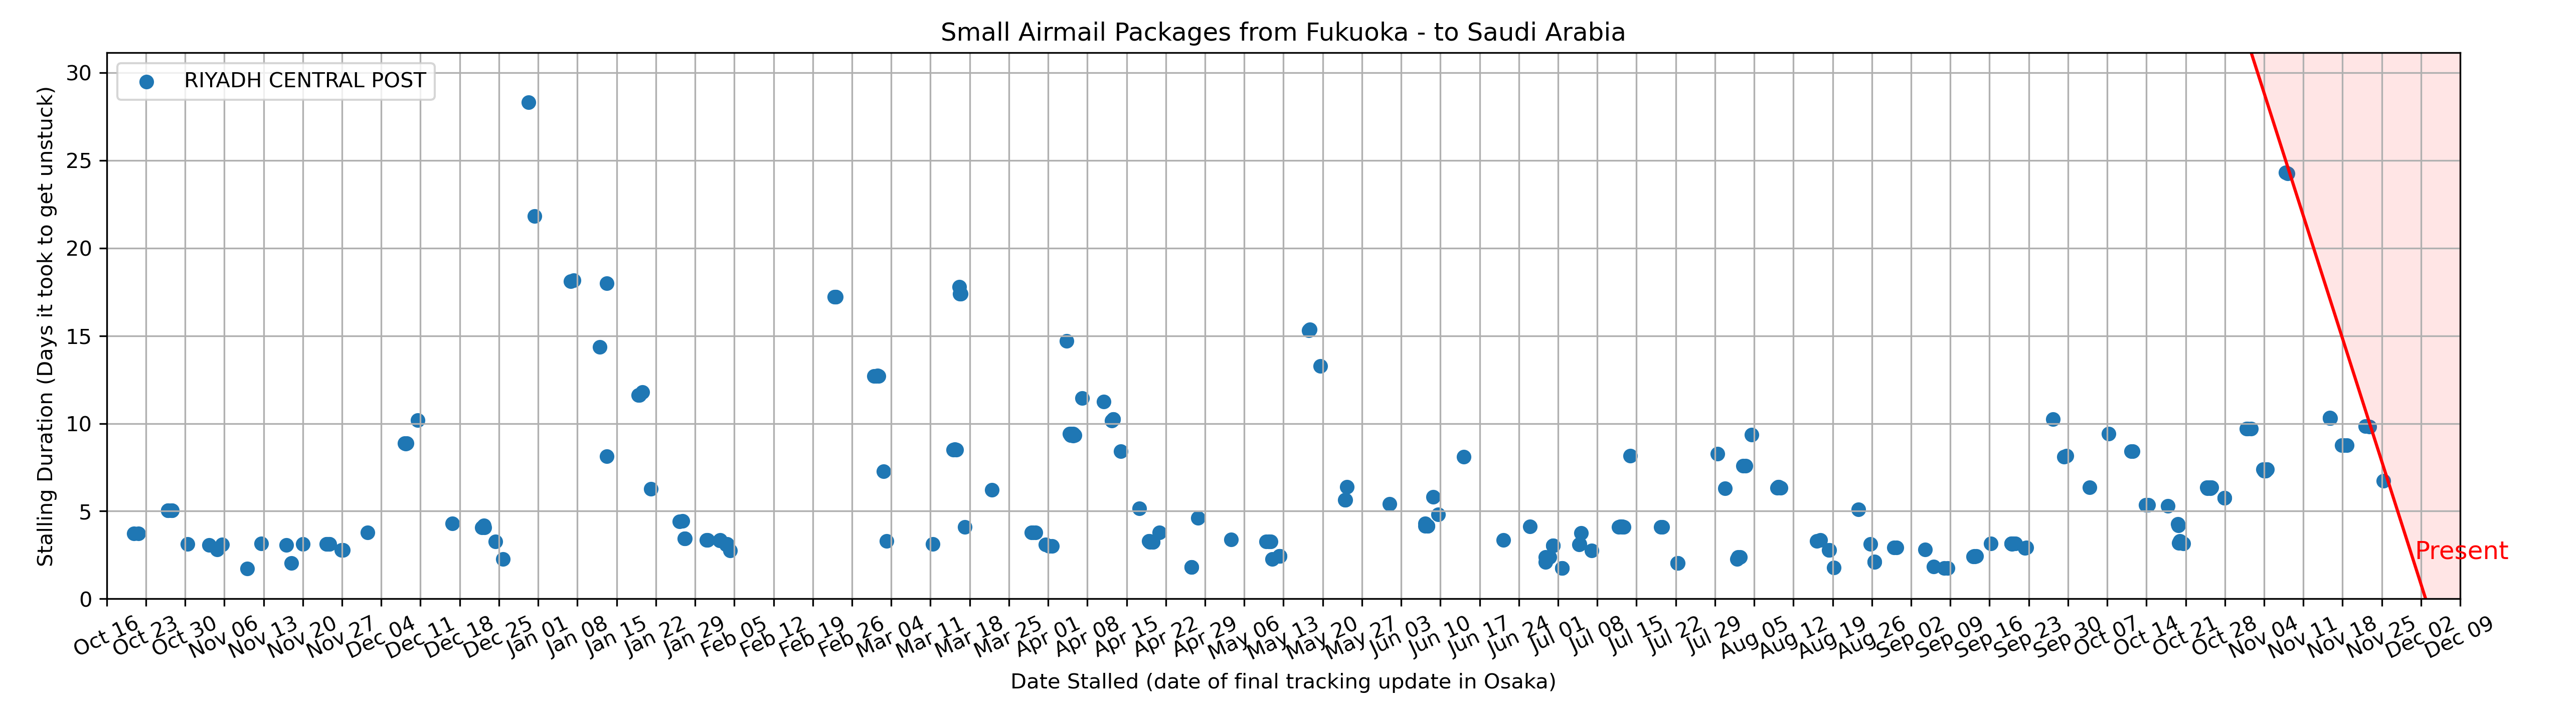 Small Airmail Packages from Fukuoka - to Saudi Arabia
RIYADH CENTRAL POST
Stalling Duration (Days it took to get unstuck)
30
25
20
15
10
5
0
Present
Oct 16
Oct 23
Oct 30
Nov 06
Nov 13
Nov 20
Nov 27
Dec 04
Dec 11
Dec 18
Dec 25
Jan 01
Jan 08
Jan 15
Jan 22
Jan 29
Feb 05
Feb 12
Feb 19
Feb 26
Mar 04
Mar 11
Mar 18
Mar 25
Apr 01
Apr 08
Apr 15
Apr 22
Apr 29
May 06
May 13
May 20
May 27
Jun 03
Jun 10
Jun 17
Jun 24
Jul 01
Jul 08
Jul 15
Jul 22
Jul 29
Aug 05
Aug 12
Aug 19
Aug 26
Sep 02
Sep 09
Sep 16
Sep 23
Sep 30
Oct 07
Oct 14
Oct 21
Oct 28
Nov 04
Nov 11
Nov 18
Nov 25
Dec 02
Dec 09
Date Stalled (date of final tracking update in Osaka)